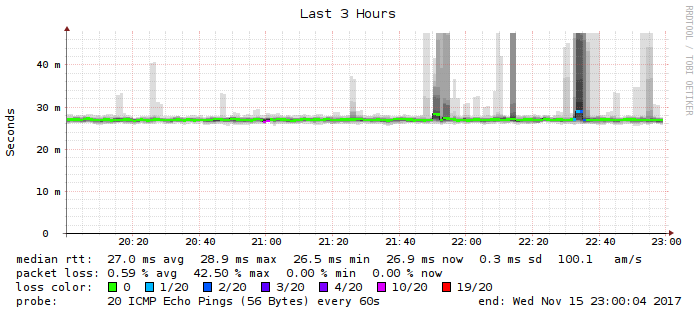 Last 3 Hours
RRDTOOL / TOBI OETIKER
Seconds
40 m
30 m
20 m
10 m
0
20:20 20:40 21:00 21:20 21:40 22:00 22:20 22:40 23:00
median rtt: 27.0 ms avg 28.9 ms max 26.5 ms min 26.9 ms now 0.3 ms sd 100.1 am/s
packet loss: 0.59 % avg 42.50 % max 0.00 % min 0.00 % now
loss color: 0 1/20 2/20 3/20 4/20 10/20 19/20
probe: 20 ICMP Echo Pings (56 Bytes) every 60s end: Wed Nov 15 23:00:04 2017